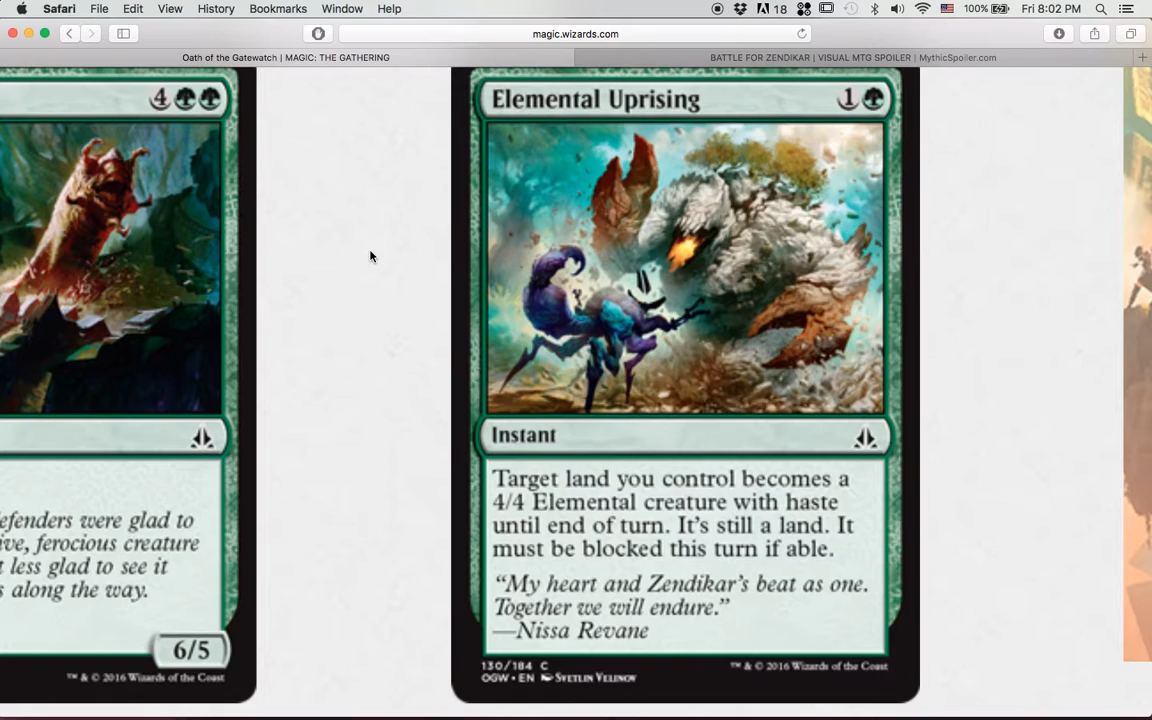 Safari File Edit View History Bookmarks Window Help 18 100% Fri 8:02 PM
magic.wizards.com
Oath of the Gatewatch | MAGIC: THE GATHERING
BATTLE FOR ZENDIKAR | VISUAL MTG SPOILER | MythicSpoiler.com
4
efenders were glad to
ive, ferocious creature
t less glad to see it
s along the way.
6/5
™ & © 2016 Wizards of the Coast
Elemental Uprising 1
Instant
Target land you control becomes a
4/4 Elemental creature with haste
until end of turn. It's still a land. It
must be blocked this turn if able.
"My heart and Zendikar's beat as one.
Together we will endure."
—Nissa Revane
130/184 C
OGW • EN SVETLIN VELINOV
™ & © 2016 Wizards of the Coast